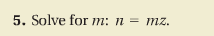 5. Solve for m: n = mz.